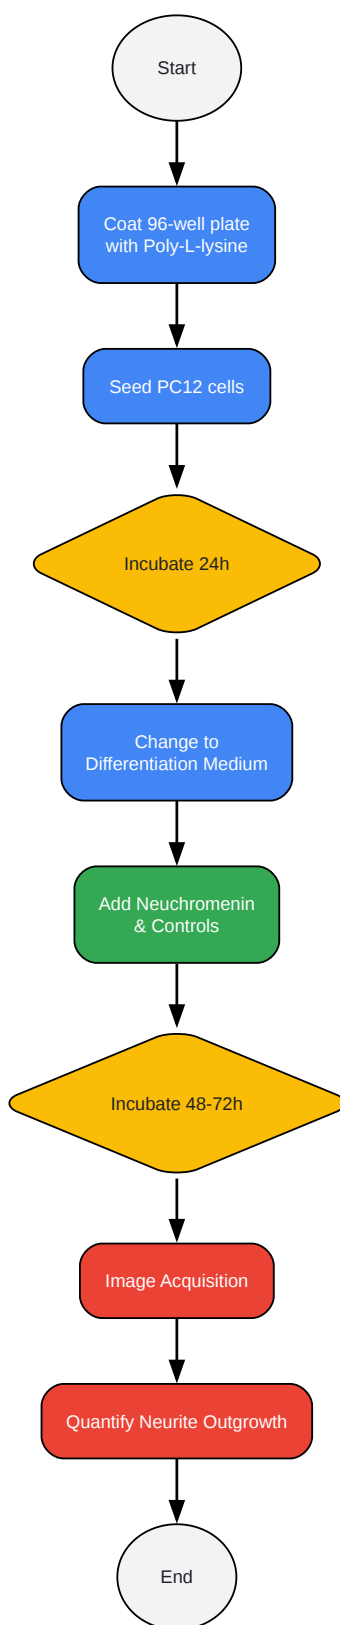 Start
Coat 96-well plate
with Poly-L-lysine
Seed PC12 cells
Incubate 24h
Change to
Differentiation Medium
Add Neuchromenin
& Controls
Incubate 48-72h
Image Acquisition
Quantify Neurite Outgrowth
End